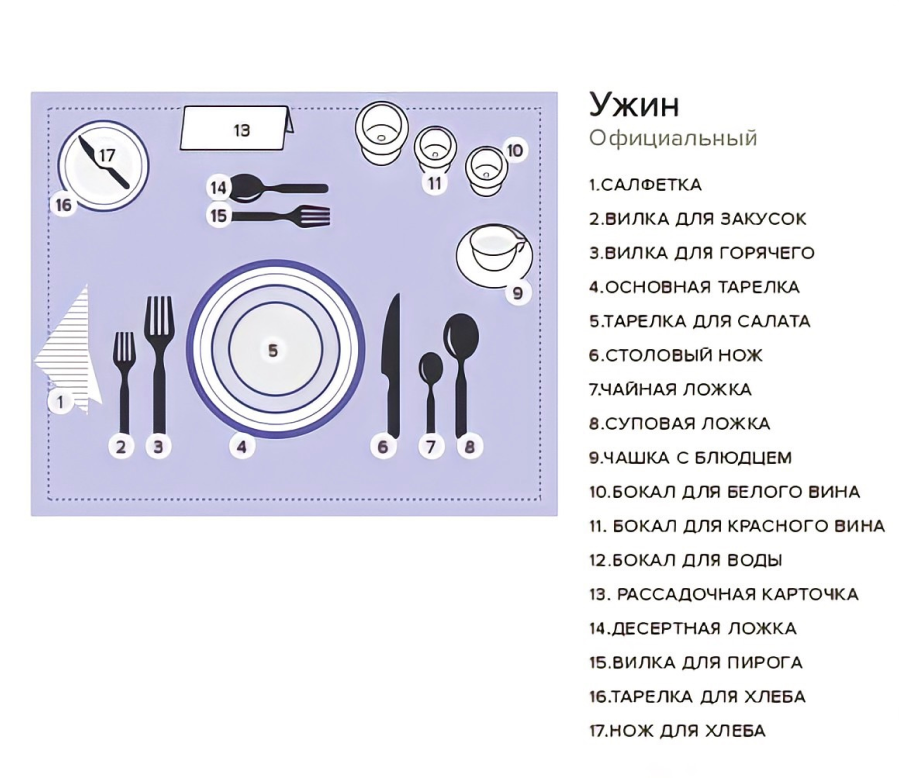 Ужин
Официальный
1.САЛФЕТКА
2.ВИЛКА ДЛЯ ЗАКУСОК
3.ВИЛКА ДЛЯ ГОРЯЧЕГО
4.ОСНОВНАЯ ТАРЕЛКА
5.ТАРЕЛКА ДЛЯ САЛАТА
6.СТОЛОВЫЙ НОЖ
7.ЧАЙНАЯ ЛОЖКА
8.СУПОВАЯ ЛОЖКА
9.ЧАШКА С БЛЮДЦЕМ
10.БОКАЛ ДЛЯ БЕЛОГО ВИНА
11. БОКАЛ ДЛЯ КРАСНОГО ВИНА
12.БОКАЛ ДЛЯ ВОДЫ
13. РАССАДОЧНАЯ КАРТОЧКА
14.ДЕСЕРТНАЯ ЛОЖКА
15.ВИЛКА ДЛЯ ПИРОГА
16.ТАРЕЛКА ДЛЯ ХЛЕБА
17.НОЖ ДЛЯ ХЛЕБА
13
10
17
11
14
16
15
9
5
1
2 3 4 6 7 8